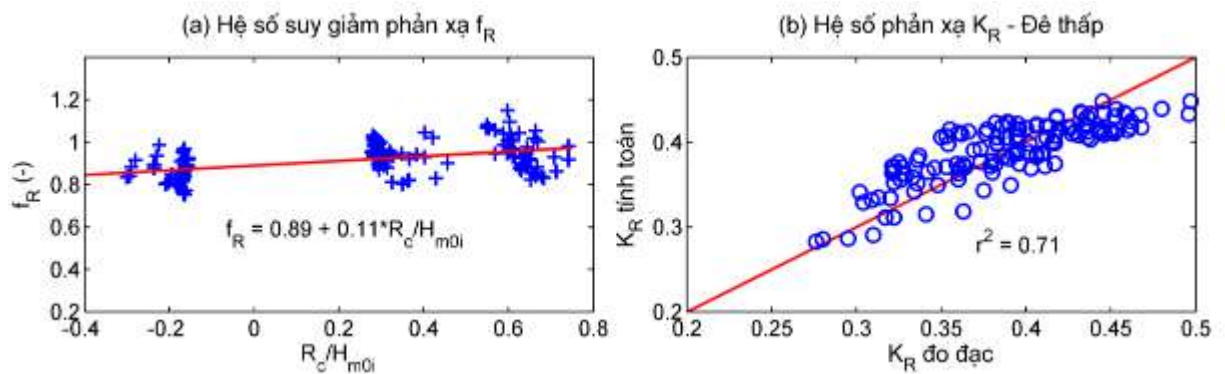 (a) Hệ số suy giảm phản xạ f_R
1.2
1
0.8
0.6
0.4
0.2
f_R (-)
f_R = 0.89 + 0.11*R_c/H_m0i
-0.4 -0.2 0 0.2 0.4 0.6 0.8
R_c/H_m0i
(b) Hệ số phản xạ K_R - Đê thấp
0.5
0.4
0.3
0.2
K_R tính toán
r^2 = 0.71
0.2 0.25 0.3 0.35 0.4 0.45 0.5
K_R đo đạc